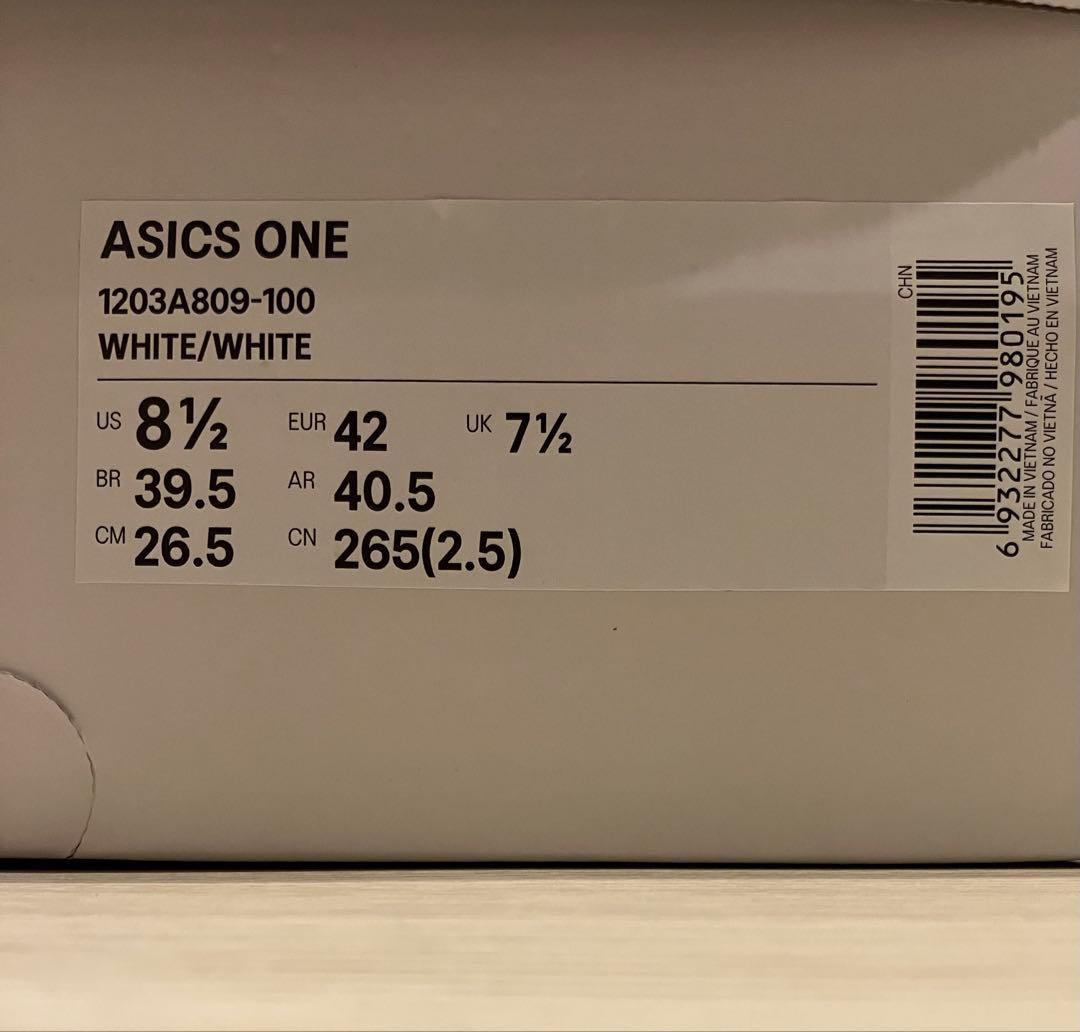 ASICS ONE
1203A809-100
WHITE/WHITE
US 8½ EUR 42 UK 7½
BR 39.5 AR 40.5
CM 26.5 CN 265(2.5)
CHN
6 932277 980195
MADE IN VIETNAM / FABRIQUE AU VIETNAM
FABRICADO NO VIETNÃ / HECHO EN VIETNAM